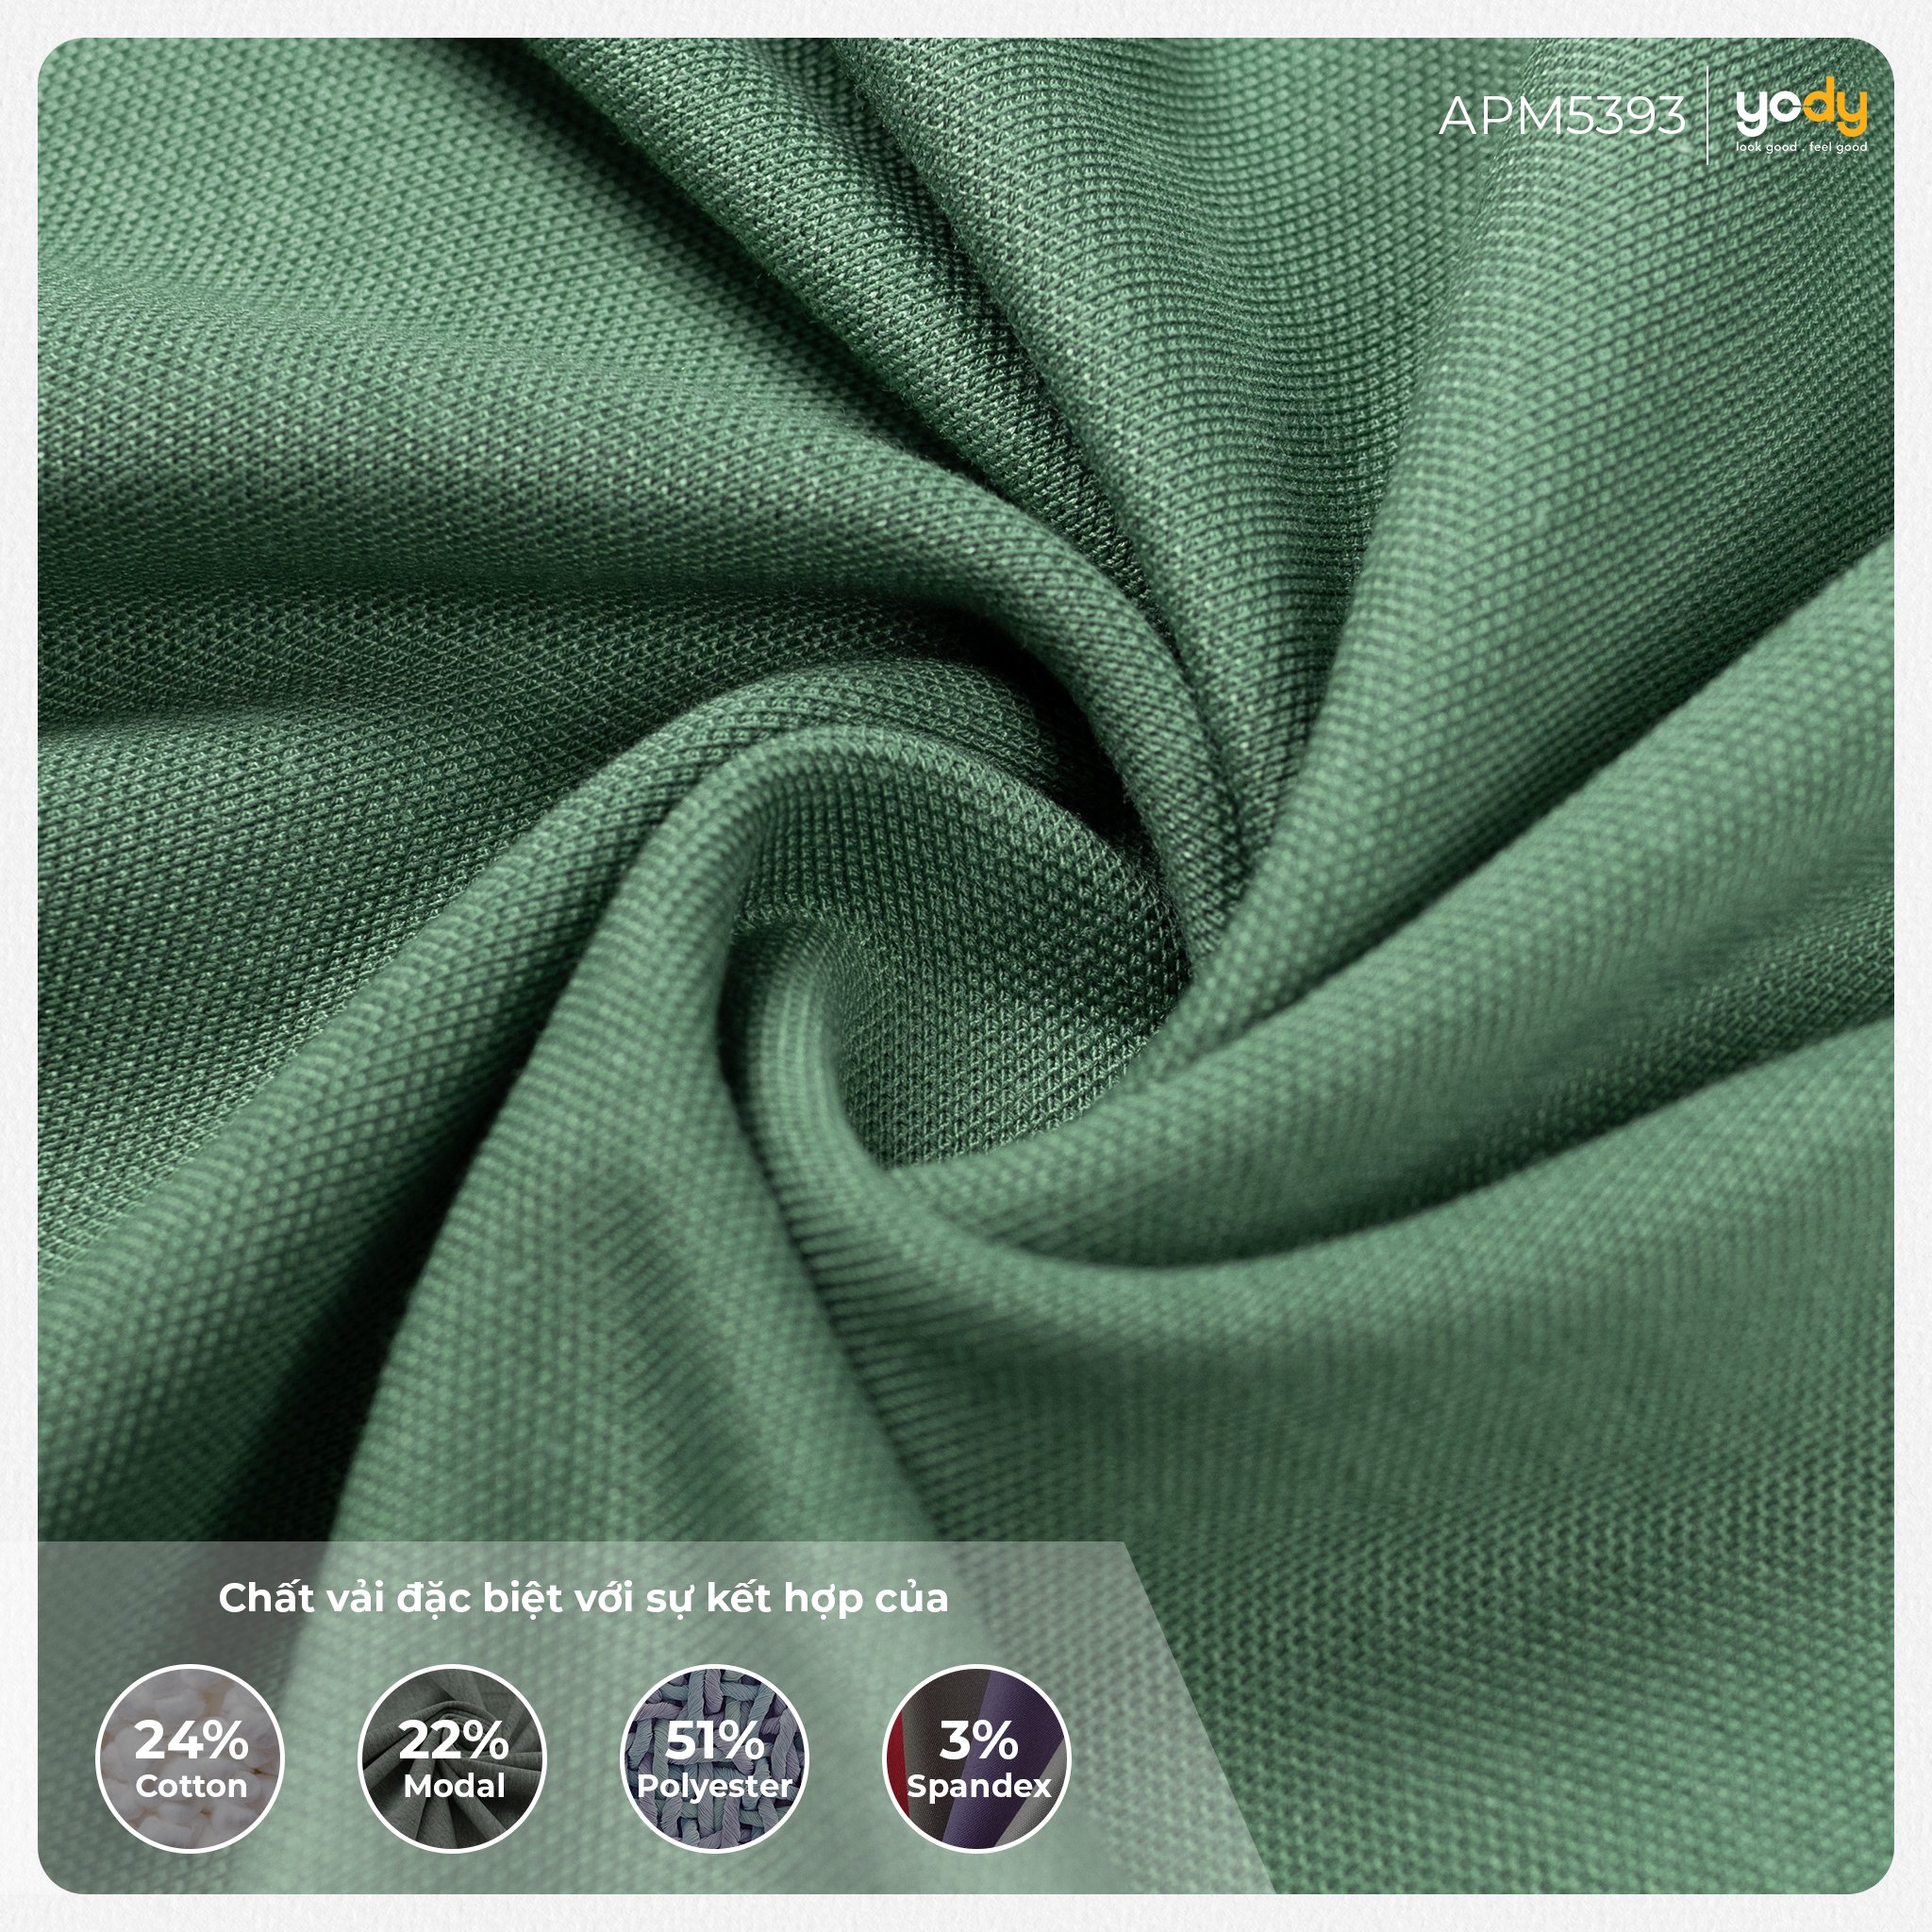 APM5393
yody
look good . feel good
Chất vải đặc biệt với sự kết hợp của
24%
Cotton
22%
Modal
51%
Polyester
3%
Spandex